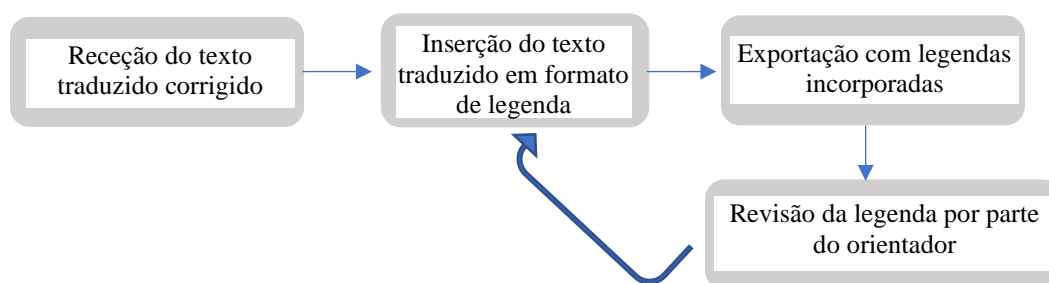 Receção do texto
traduzido corrigido
Inserção do texto
traduzido em formato
de legenda
Exportação com legendas
incorporadas
Revisão da legenda por parte
do orientador